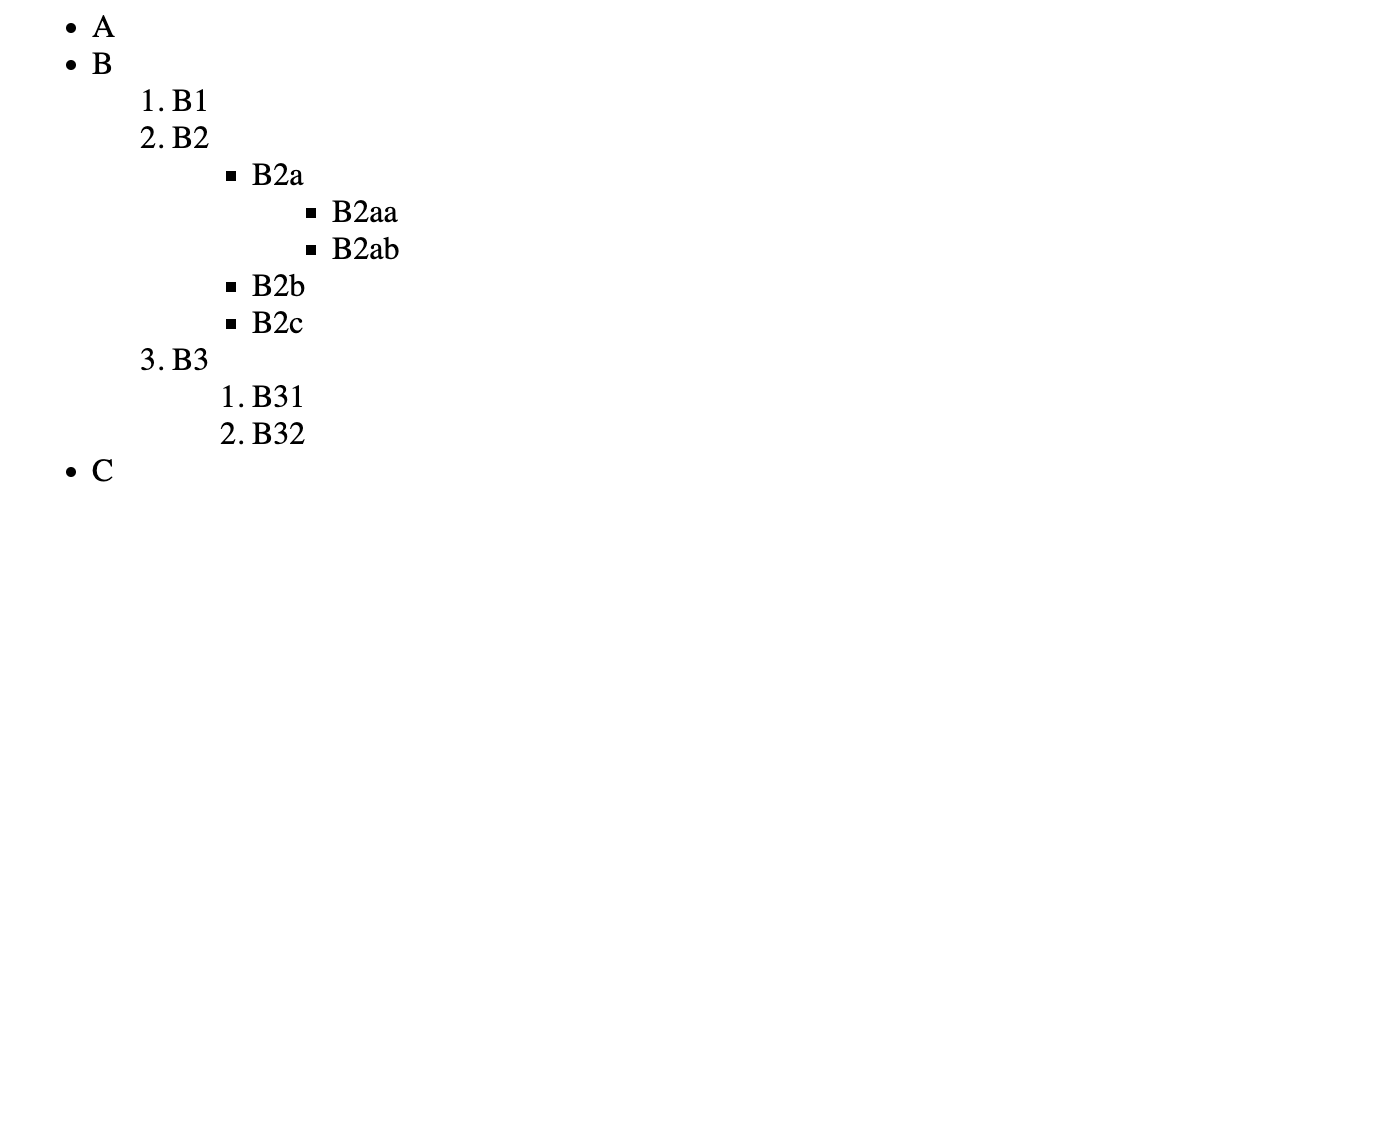 • A
• B
1. B1
2. B2
▪ B2a
▪ B2aa
▪ B2ab
▪ B2b
▪ B2c
3. B3
1. B31
2. B32
• C